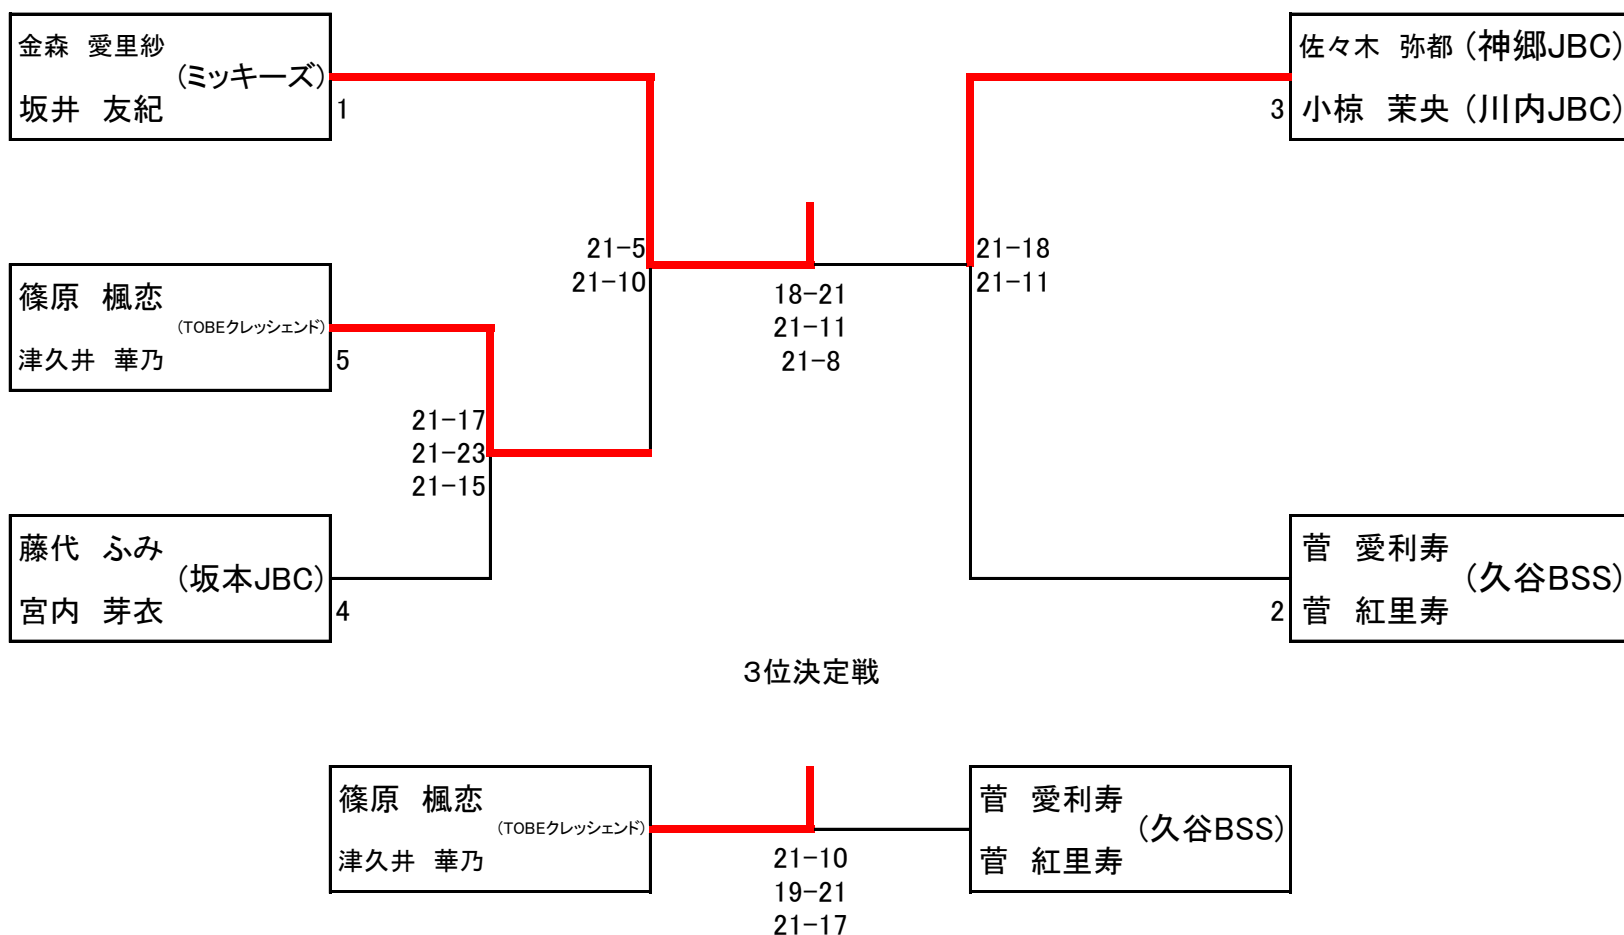 金森　愛里紗
(ミッキーズ)
坂井　友紀
1
佐々木　弥都 (神郷JBC)
3
小椋　茉央 (川内JBC)
21-5
21-10
18-21
21-11
21-8
21-18
21-11
篠原　楓恋
(TOBEクレッシェンド)
津久井　華乃
5
21-17
21-23
21-15
藤代　ふみ
(坂本JBC)
宮内　芽衣
4
菅　愛利寿
(久谷BSS)
2
菅　紅里寿
３位決定戦
篠原　楓恋
(TOBEクレッシェンド)
津久井　華乃
21-10
19-21
21-17
菅　愛利寿
(久谷BSS)
菅　紅里寿